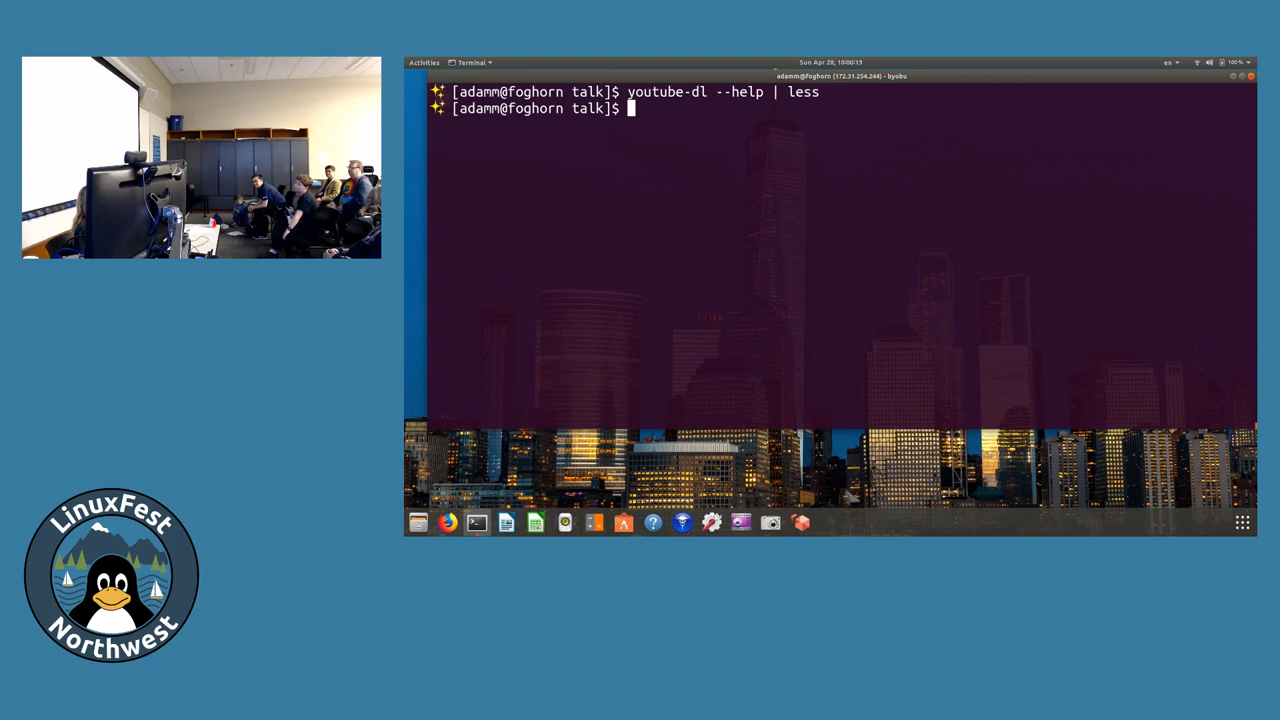 Activities Terminal Sun Apr 28, 10:00:13 en 100%
adamm@foghorn (172.31.254.244) - byobu
[adamm@foghorn talk]$ youtube-dl --help | less
[adamm@foghorn talk]$
LinuxFest
Northwest